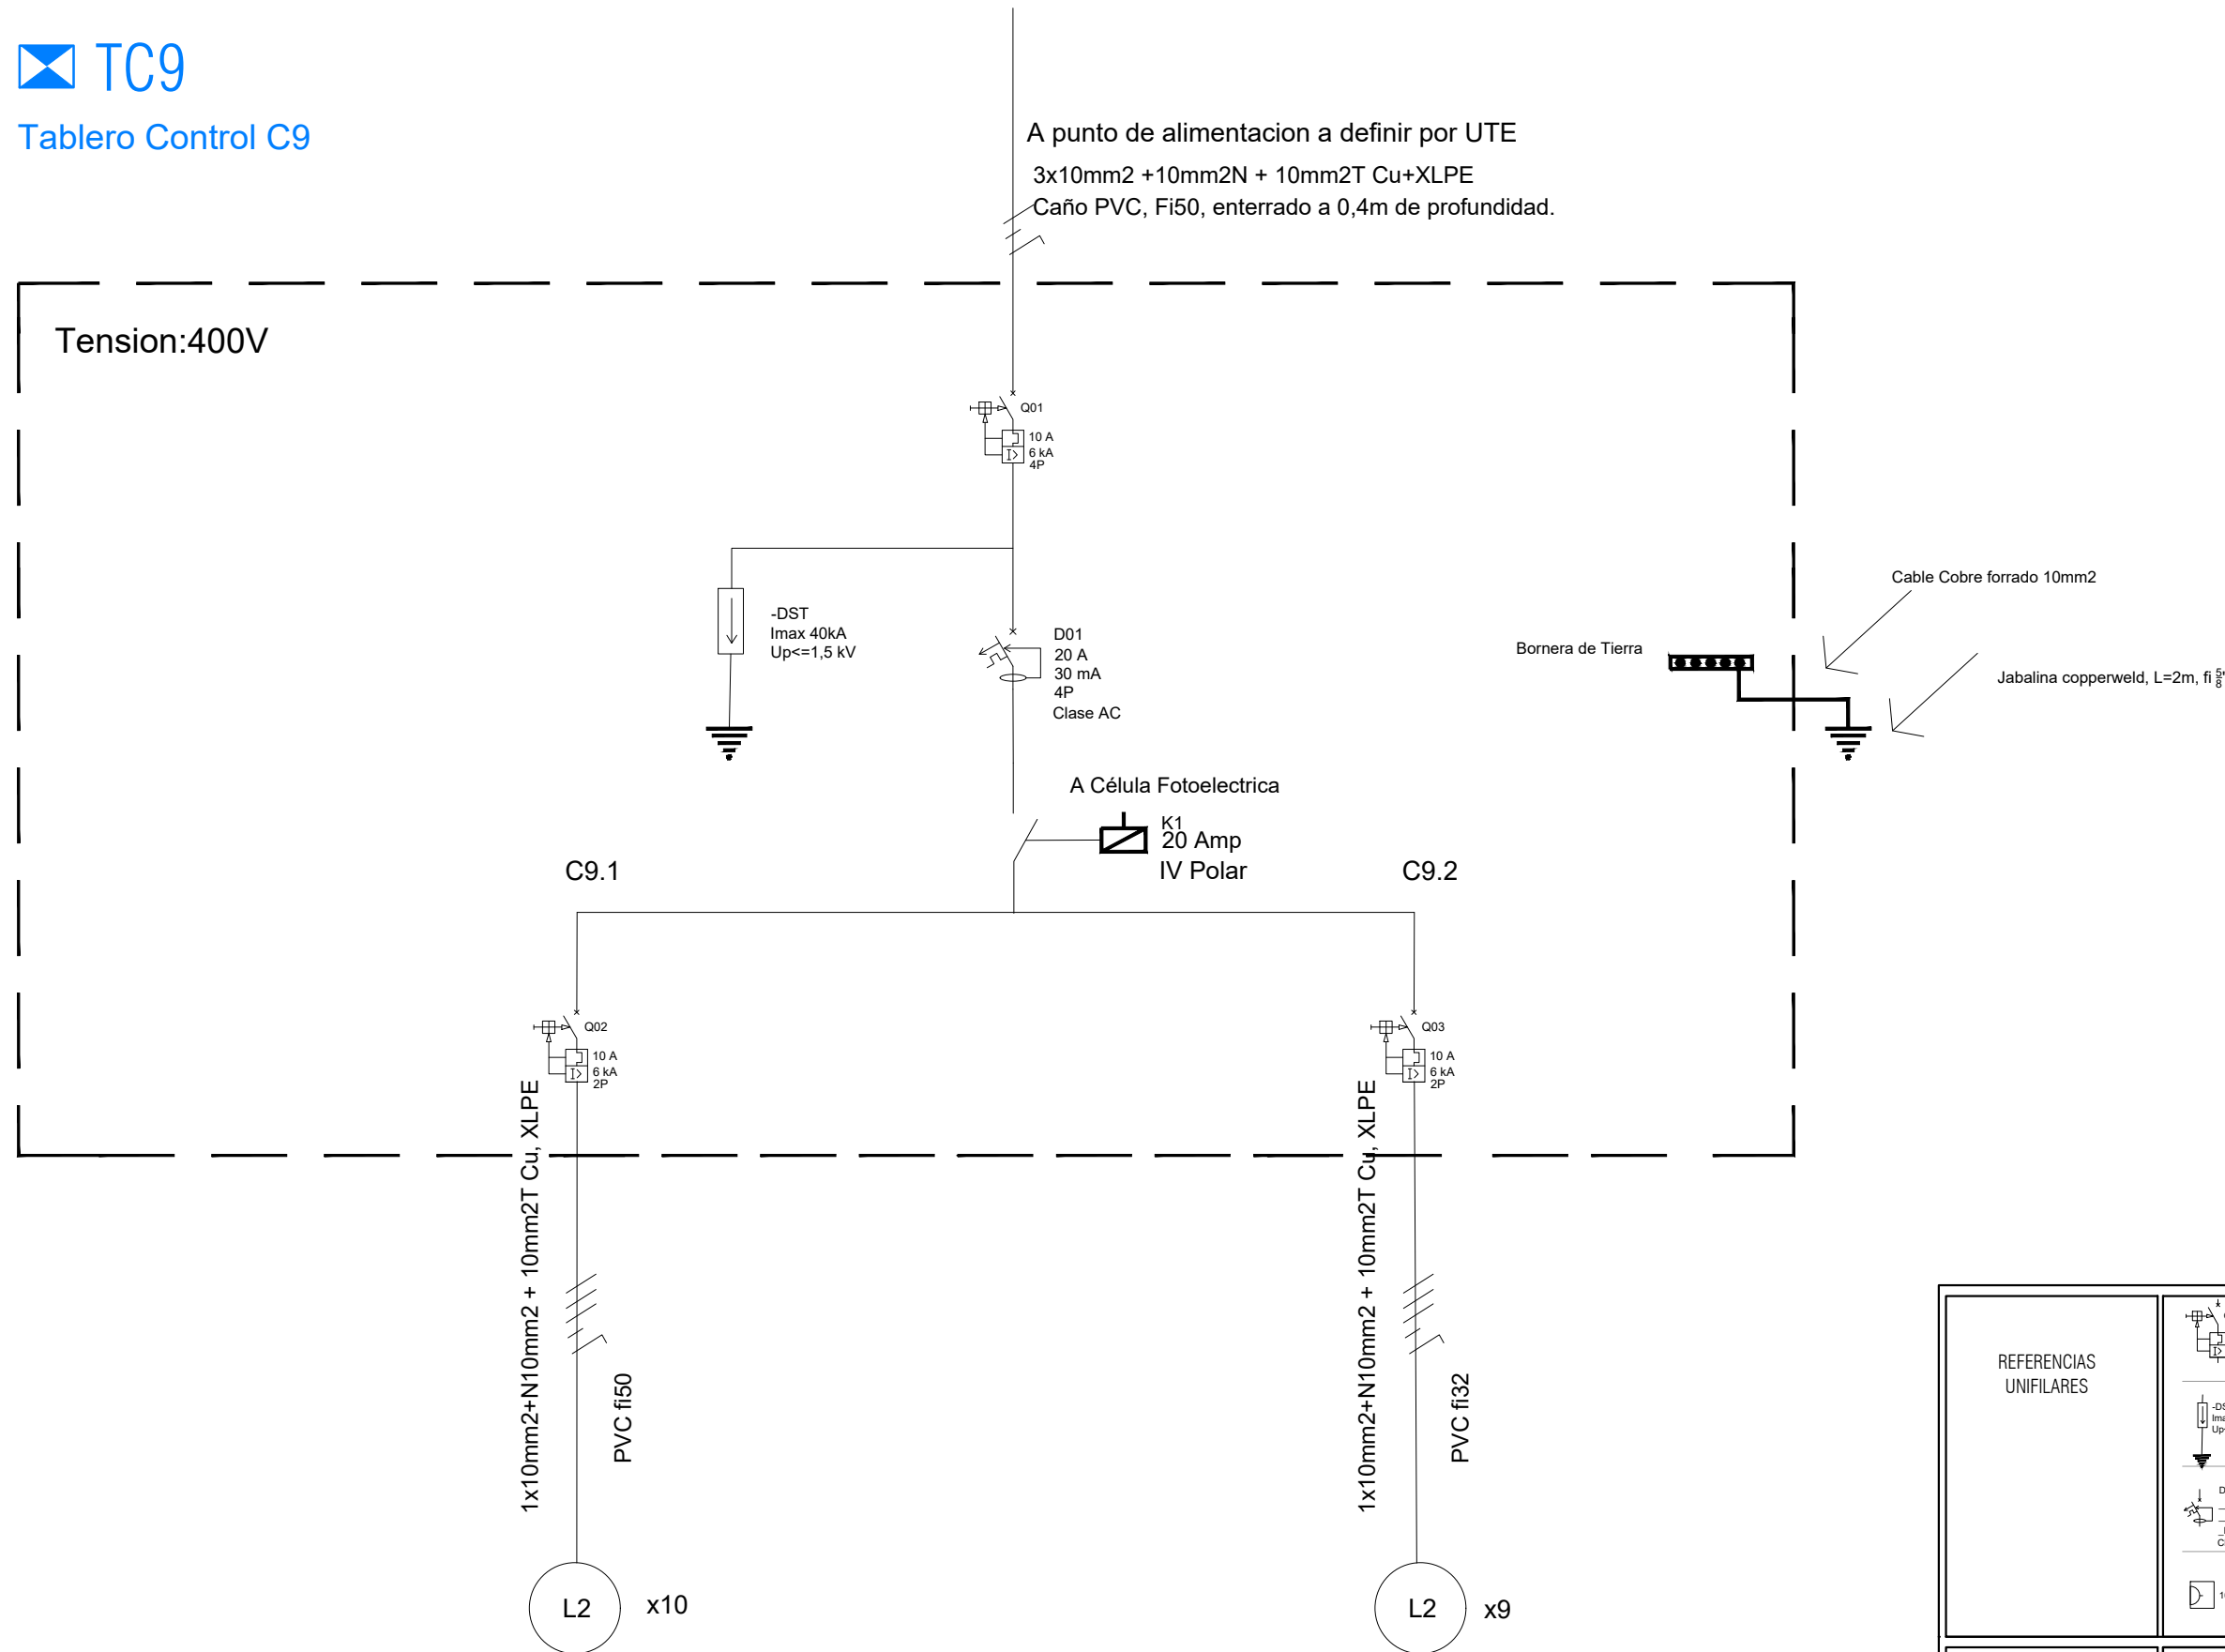 TC9
Tablero Control C9
A punto de alimentacion a definir por UTE
3x10mm2 +10mm2N + 10mm2T Cu+XLPE
Caño PVC, Fi50, enterrado a 0,4m de profundidad.
Tension:400V
Q01
10 A
6 kA
4P
-DST
Imax 40kA
Up<=1,5 kV
D01
20 A
30 mA
4P
Clase AC
Bornera de Tierra
Cable Cobre forrado 10mm2
Jabalina copperweld, L=2m, fi 5/8"
A Célula Fotoelectrica
K1
20 Amp
IV Polar
C9.1
C9.2
Q02
10 A
6 kA
2P
Q03
10 A
6 kA
2P
1x10mm2+N10mm2 + 10mm2T Cu, XLPE
PVC fi50
1x10mm2+N10mm2 + 10mm2T Cu, XLPE
PVC fi32
L2
x10
L2
x9
REFERENCIAS
UNIFILARES